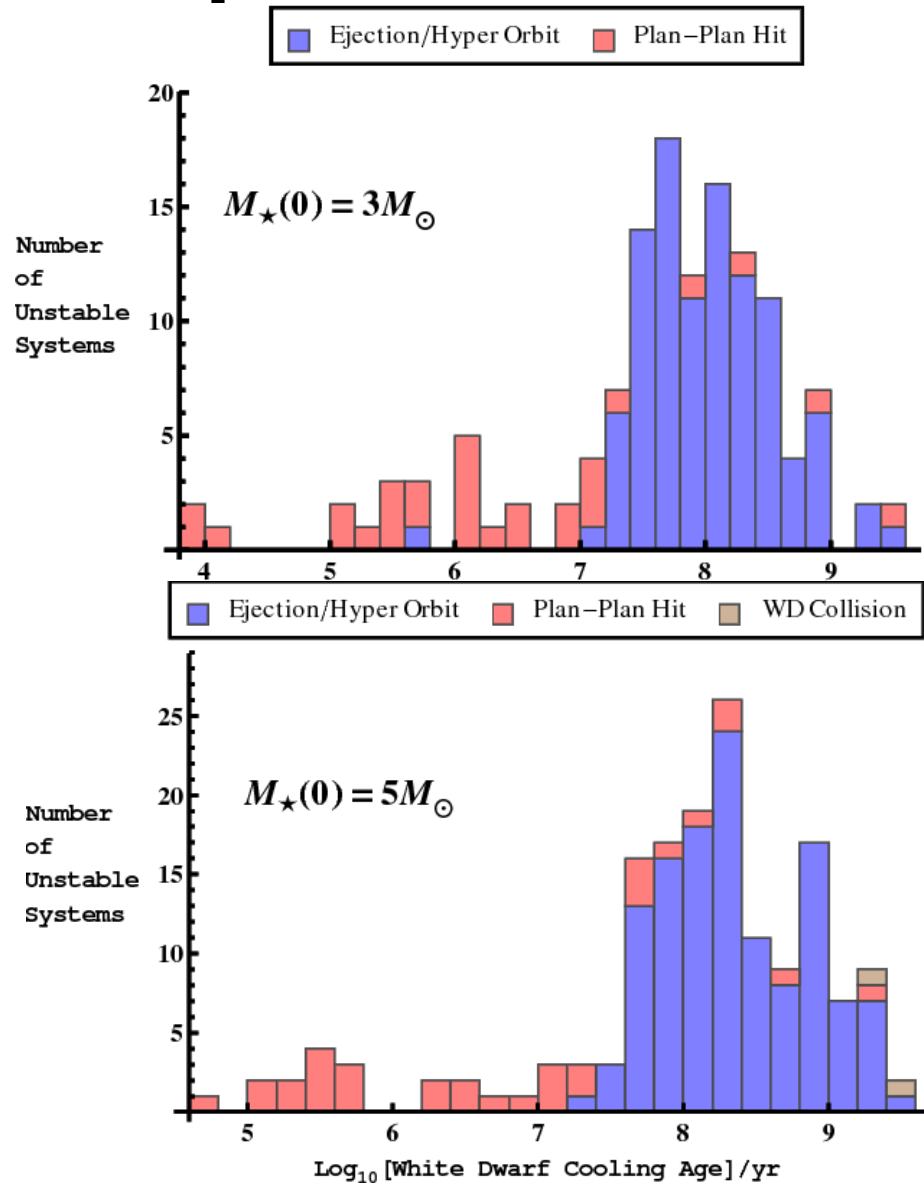 Ejection/Hyper Orbit Plan–Plan Hit
20
M★(0) = 3M⊙
15
Number
of
Unstable
Systems
10
5
4 5 6 7 8 9
Ejection/Hyper Orbit Plan–Plan Hit WD Collision
25
M★(0) = 5M⊙
20
Number
of
Unstable
Systems
15
10
5
5 6 7 8 9
Log₁₀[White Dwarf Cooling Age]/yr